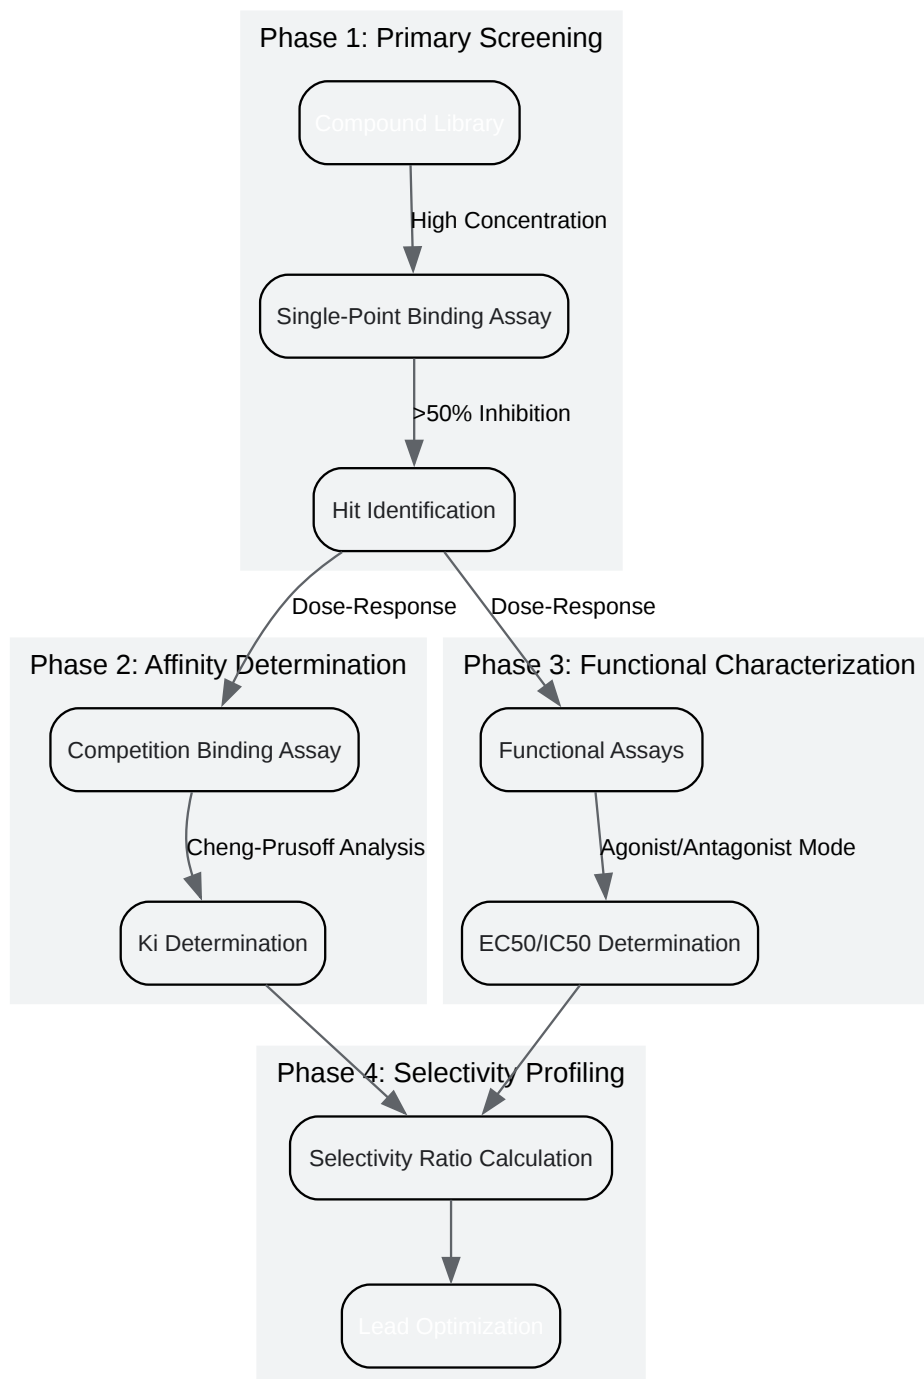 Phase 1: Primary Screening
Compound Library
High Concentration
Single-Point Binding Assay
>50% Inhibition
Hit Identification
Dose-Response
Dose-Response
Phase 2: Affinity Determination
Phase 3: Functional Characterization
Competition Binding Assay
Functional Assays
Cheng-Prusoff Analysis
Agonist/Antagonist Mode
Ki Determination
EC50/IC50 Determination
Phase 4: Selectivity Profiling
Selectivity Ratio Calculation
Lead Optimization